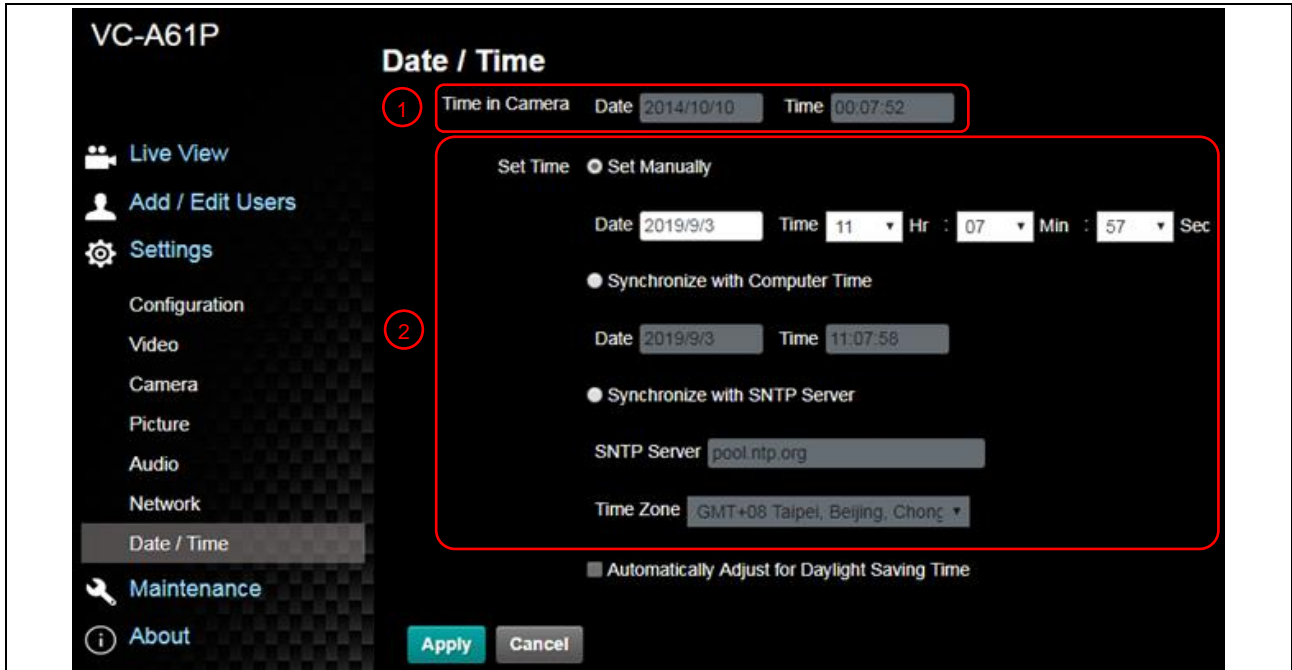 VC-A61P
Date / Time
1 Time in Camera Date 2014/10/10 Time 00:07:52
Live View
Add / Edit Users
Settings
Configuration
Video
Camera
Picture
Audio
Network
Date / Time
Maintenance
About
2
Set Time Set Manually
Date 2019/9/3 Time 11 Hr : 07 Min : 57 Sec
Synchronize with Computer Time
Date 2019/9/3 Time 11:07:58
Synchronize with SNTP Server
SNTP Server pool.ntp.org
Time Zone GMT+08 Taipei, Beijing, Chong
Automatically Adjust for Daylight Saving Time
Apply Cancel